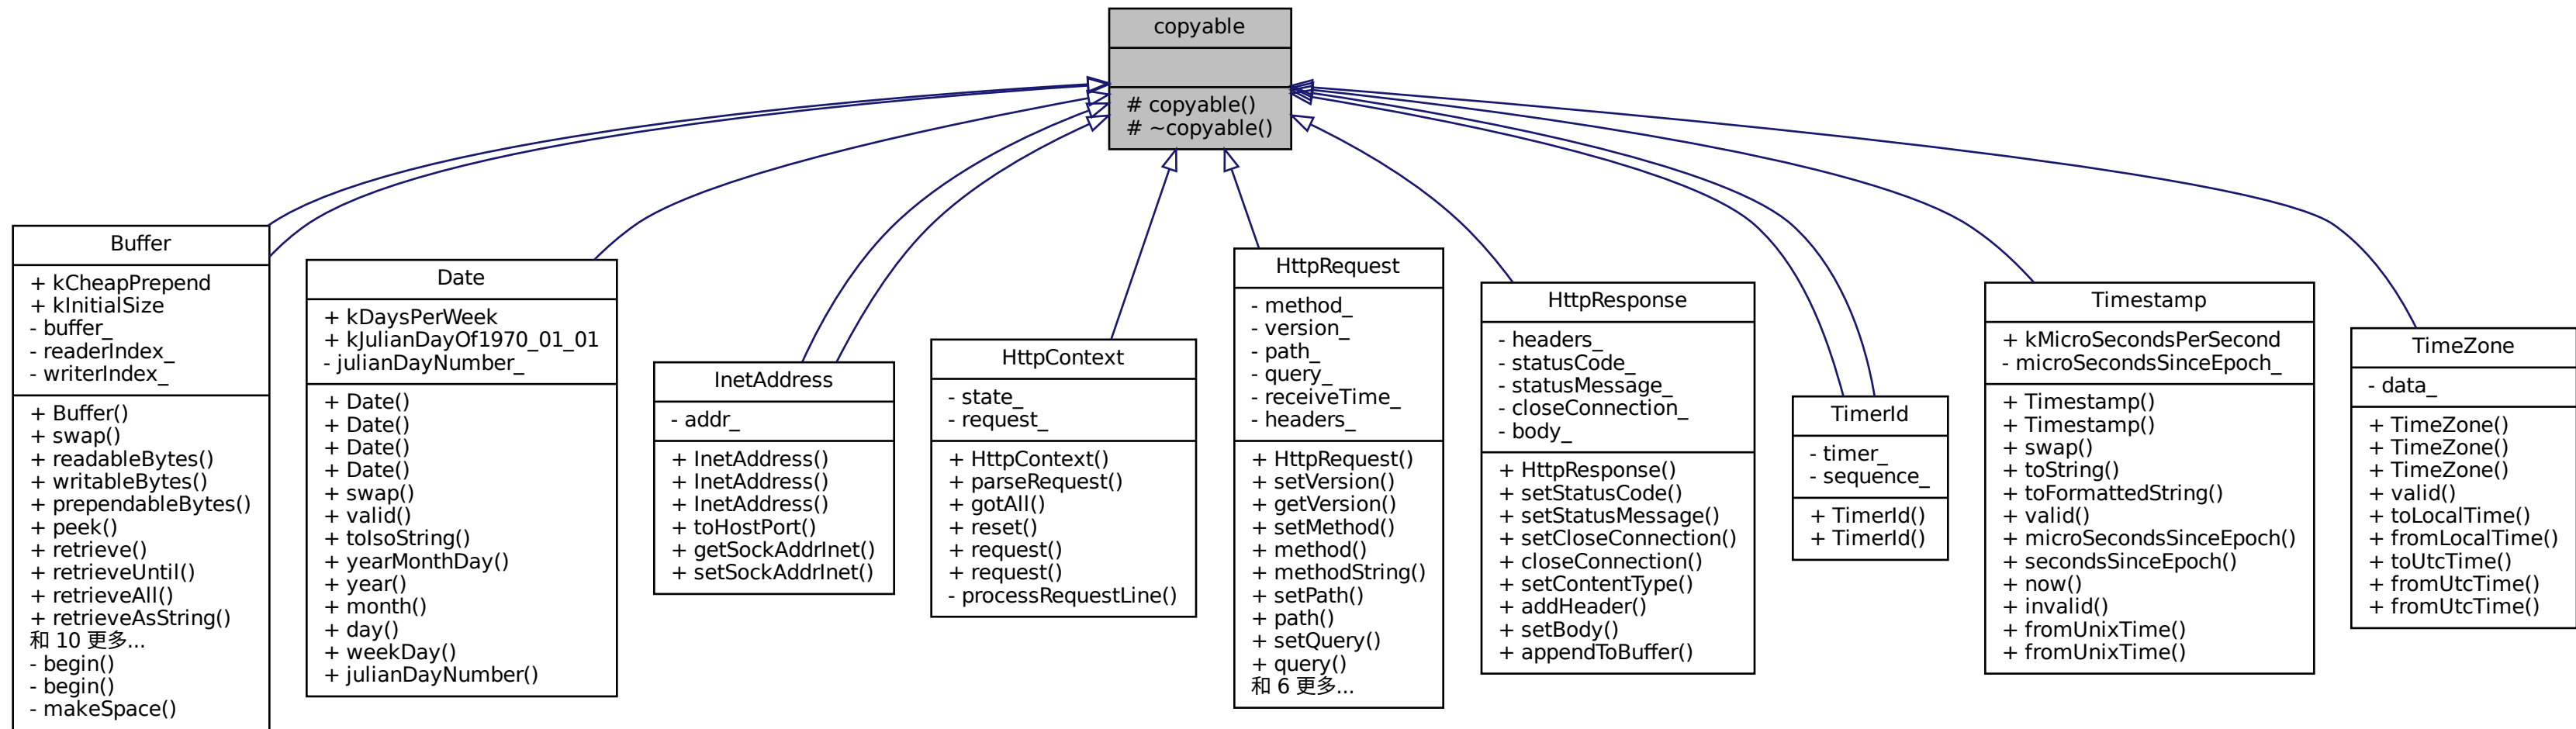 copyable
# copyable()
# ~copyable()
Buffer
+ kCheapPrepend
+ kInitialSize
- buffer_
- readerIndex_
- writerIndex_
+ Buffer()
+ swap()
+ readableBytes()
+ writableBytes()
+ prependableBytes()
+ peek()
+ retrieve()
+ retrieveUntil()
+ retrieveAll()
+ retrieveAsString()
和 10 更多...
- begin()
- begin()
- makeSpace()
Date
+ kDaysPerWeek
+ kJulianDayOf1970_01_01
- julianDayNumber_
+ Date()
+ Date()
+ Date()
+ Date()
+ swap()
+ valid()
+ toIsoString()
+ yearMonthDay()
+ year()
+ month()
+ day()
+ weekDay()
+ julianDayNumber()
InetAddress
- addr_
+ InetAddress()
+ InetAddress()
+ InetAddress()
+ toHostPort()
+ getSockAddrInet()
+ setSockAddrInet()
HttpContext
- state_
- request_
+ HttpContext()
+ parseRequest()
+ gotAll()
+ reset()
+ request()
+ request()
- processRequestLine()
HttpRequest
- method_
- version_
- path_
- query_
- receiveTime_
- headers_
+ HttpRequest()
+ setVersion()
+ getVersion()
+ setMethod()
+ method()
+ methodString()
+ setPath()
+ path()
+ setQuery()
+ query()
和 6 更多...
HttpResponse
- headers_
- statusCode_
- statusMessage_
- closeConnection_
- body_
+ HttpResponse()
+ setStatusCode()
+ setStatusMessage()
+ setCloseConnection()
+ closeConnection()
+ setContentType()
+ addHeader()
+ setBody()
+ appendToBuffer()
TimerId
- timer_
- sequence_
+ TimerId()
+ TimerId()
Timestamp
+ kMicroSecondsPerSecond
- microSecondsSinceEpoch_
+ Timestamp()
+ Timestamp()
+ swap()
+ toString()
+ toFormattedString()
+ valid()
+ microSecondsSinceEpoch()
+ secondsSinceEpoch()
+ now()
+ invalid()
+ fromUnixTime()
+ fromUnixTime()
TimeZone
- data_
+ TimeZone()
+ TimeZone()
+ TimeZone()
+ valid()
+ toLocalTime()
+ fromLocalTime()
+ toUtcTime()
+ fromUtcTime()
+ fromUtcTime()